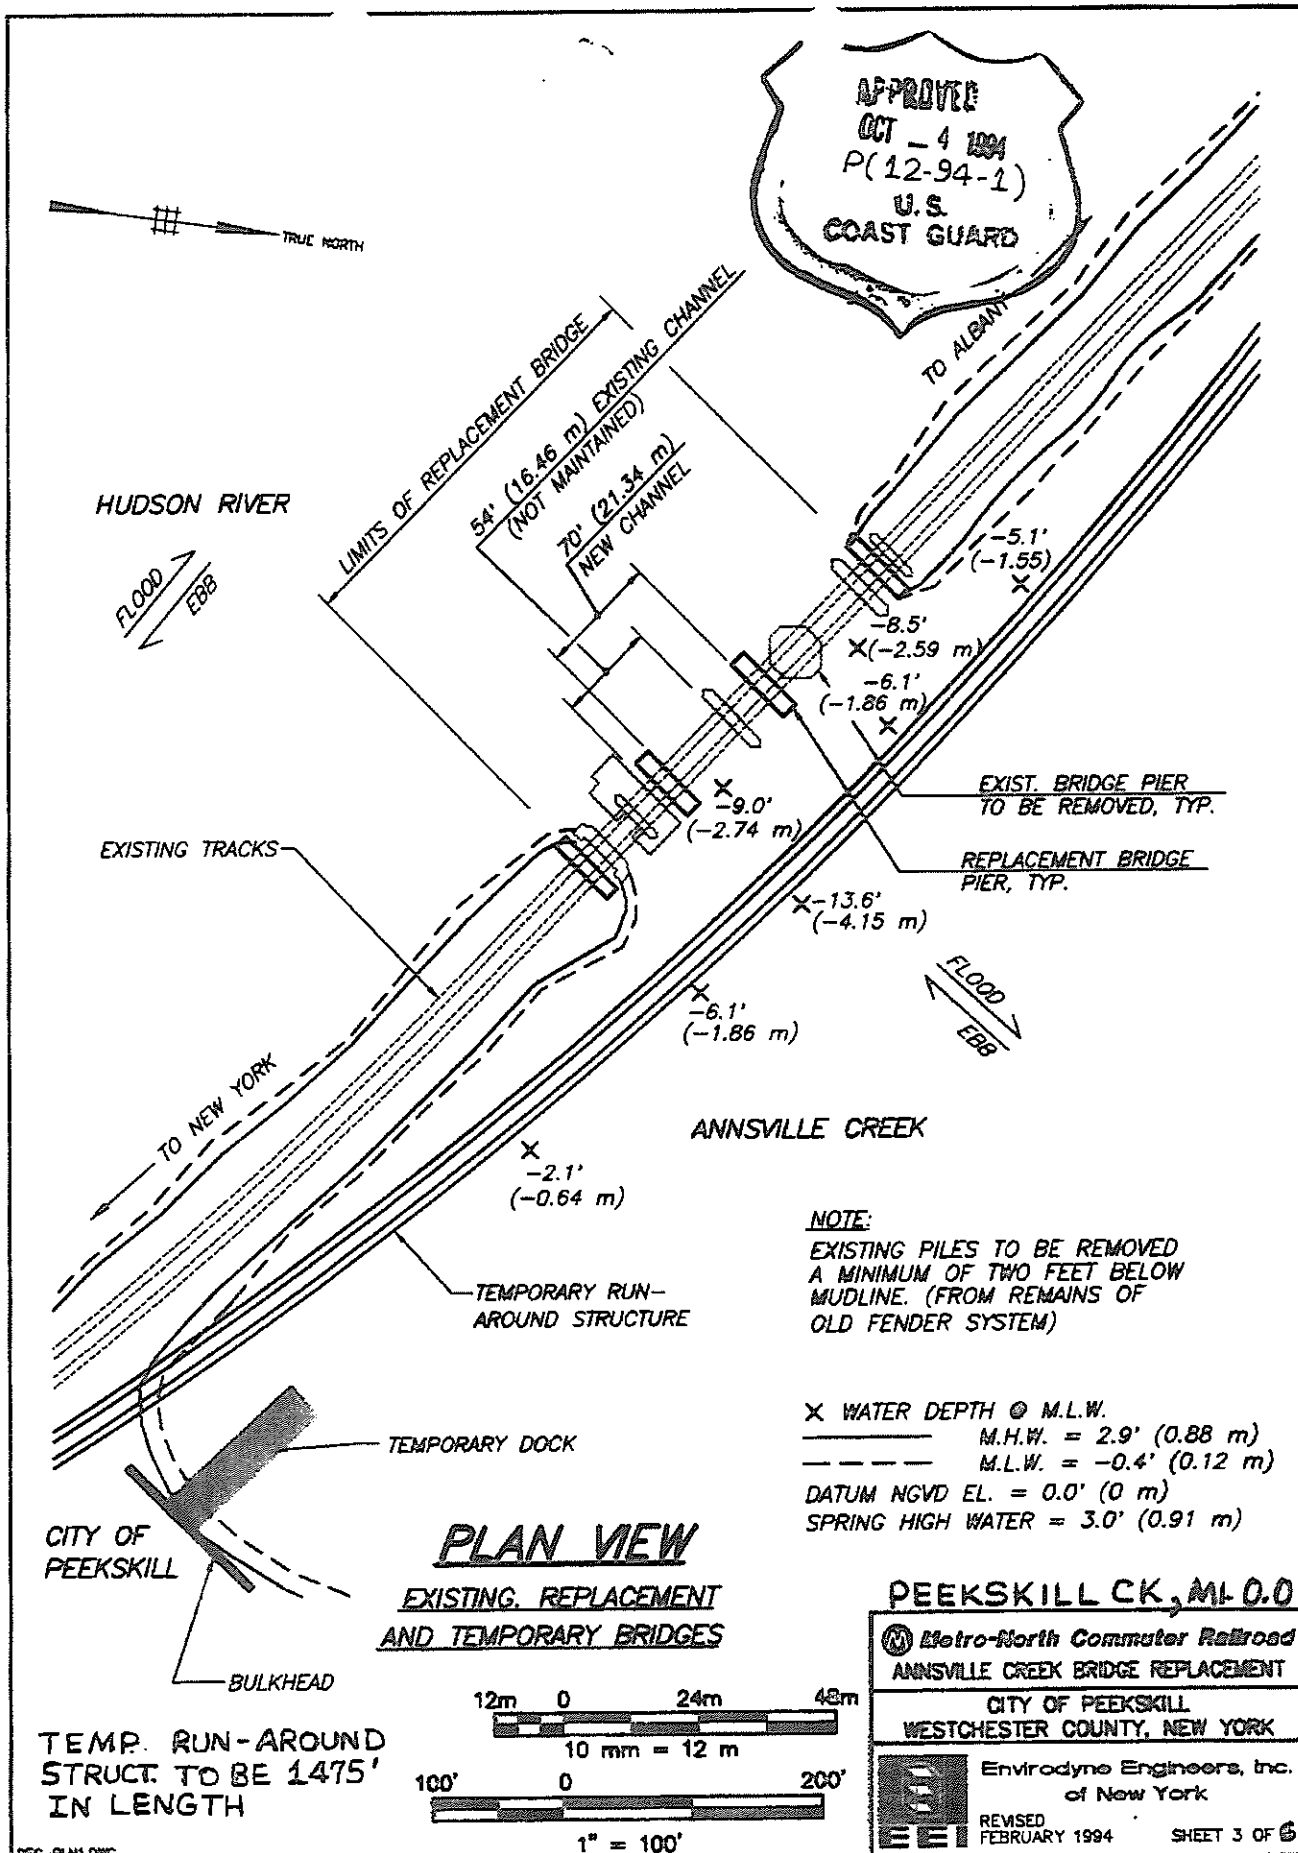 APPROVED
OCT - 4 1994
P(12-94-1)
U.S.
COAST GUARD
TRUE NORTH
LIMITS OF REPLACEMENT BRIDGE
54' (16.46 m) EXISTING CHANNEL
(NOT MAINTAINED)
70' (21.34 m)
NEW CHANNEL
TO ALBANY
HUDSON RIVER
FLOOD
EBB
-5.1'
(-1.55)
-8.5'
(-2.59 m)
-6.1'
(-1.86 m)
-9.0'
(-2.74 m)
EXIST. BRIDGE PIER
TO BE REMOVED, TYP.
EXISTING TRACKS
REPLACEMENT BRIDGE
PIER, TYP.
-13.6'
(-4.15 m)
FLOOD
EBB
-6.1'
(-1.86 m)
TO NEW YORK
ANNSVILLE CREEK
-2.1'
(-0.64 m)
NOTE:
EXISTING PILES TO BE REMOVED
A MINIMUM OF TWO FEET BELOW
MUDLINE. (FROM REMAINS OF
OLD FENDER SYSTEM)
TEMPORARY RUN-
AROUND STRUCTURE
X WATER DEPTH @ M.L.W.
M.H.W. = 2.9' (0.88 m)
M.L.W. = -0.4' (0.12 m)
DATUM NGVD EL. = 0.0' (0 m)
SPRING HIGH WATER = 3.0' (0.91 m)
TEMPORARY DOCK
CITY OF
PEEKSKILL
BULKHEAD
PLAN VIEW
EXISTING. REPLACEMENT
AND TEMPORARY BRIDGES
12m 0 24m 48m
10 mm = 12 m
100' 0 200'
1" = 100'
TEMP. RUN-AROUND
STRUCT. TO BE 1475'
IN LENGTH
PEEKSKILL CK, MI. 0.0
M Metro-North Commuter Railroad
ANNSVILLE CREEK BRIDGE REPLACEMENT
CITY OF PEEKSKILL
WESTCHESTER COUNTY, NEW YORK
Envirodyne Engineers, Inc.
of New York
EEI
REVISED
FEBRUARY 1994 SHEET 3 OF 6